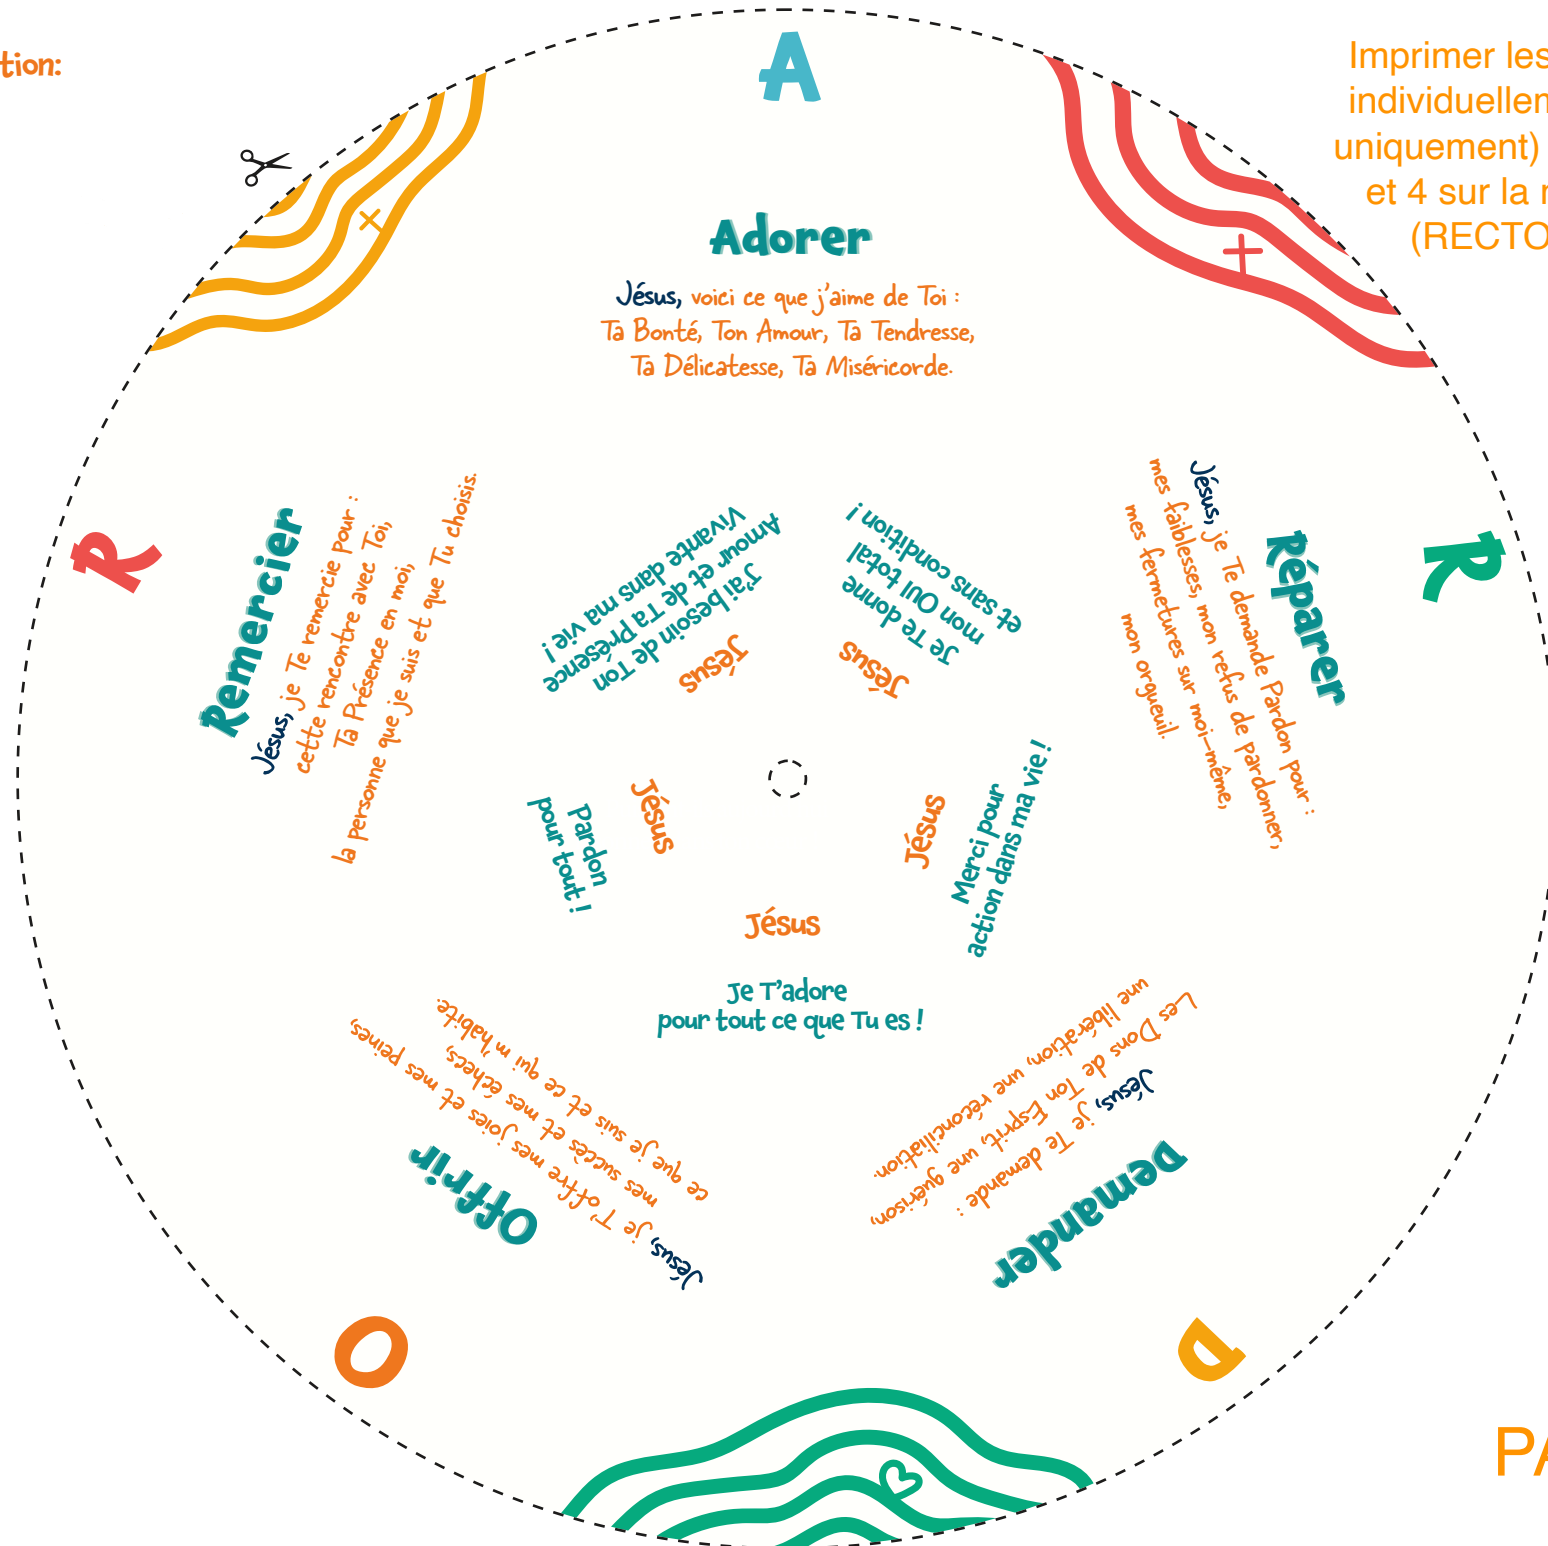 tion:
Imprimer les
individuellem
uniquement)
et 4 sur la
(RECTO
A
Adorer
Jésus, voici ce que j'aime de Toi :
Ta Bonté, Ton Amour, Ta Tendresse,
Ta Délicatesse, Ta Miséricorde.
R
Réparer
Jésus, je Te demande Pardon pour :
mes faiblesses, mon refus de pardonner,
mes fermetures sur moi-même,
mon orgueil.
D
Demander
Jésus, je Te demande :
Les Dons de Ton Esprit, une guérison,
une libération, une réconciliation.
O
Offrir
Jésus, je T'offre mes joies et mes peines,
mes succès et mes échecs,
ce que je suis et ce qui m'habite.
R
Remercier
Jésus, je Te remercie pour :
cette rencontre avec Toi,
Ta Présence en moi,
la personne que je suis et que Tu choisis.
Jésus
Je T'adore
pour tout ce que Tu es !
Jésus
Pardon
pour tout !
Jésus
J'ai besoin de Ton
Amour et de Ta Présence
Vivante dans ma vie !
Jésus
Je Te donne
mon OUI total
et sans condition !
Jésus
Merci pour
action dans ma vie !
PA